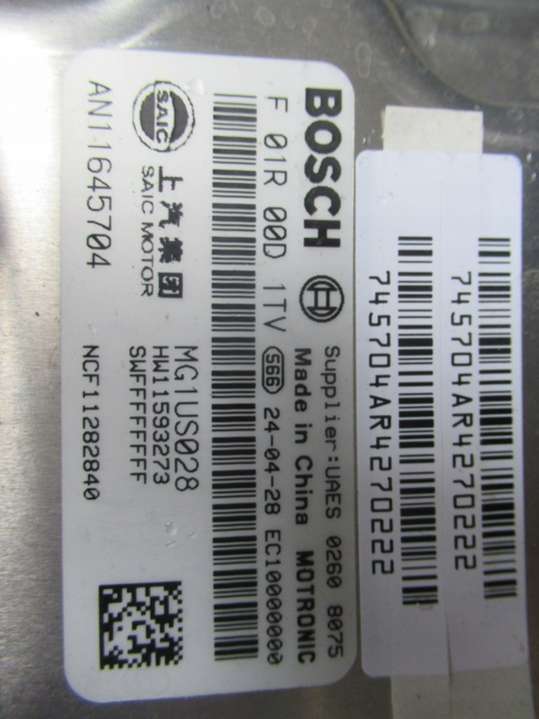 BOSCH Supplier:UAES 0260 8075
Made in China MOTRONIC
F 01R 00D 1TV 566 24-04-28 EC10000000
SAIC
上汽集团
SAIC MOTOR
MG1US028
HW11593273
SWFFFFFFFF
AN11645704
NCF11282840
745704AR4270222
745704AR4270222